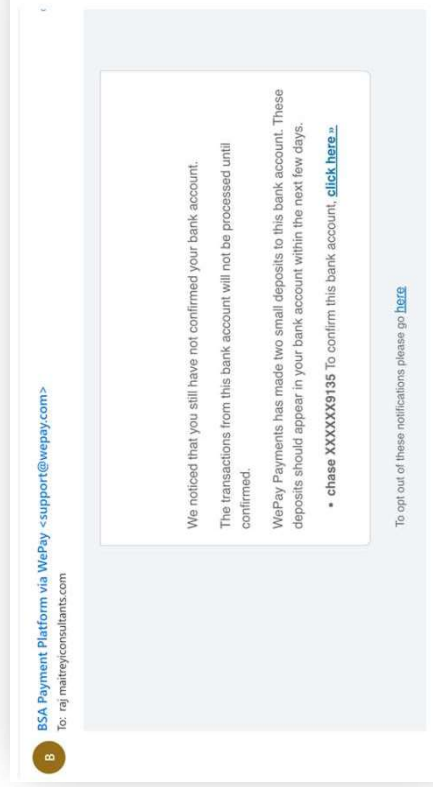 B
BSA Payment Platform via WePay <support@wepay.com>
To: raj maitreyiconsultants.com
We noticed that you still have not confirmed your bank account.
The transactions from this bank account will not be processed until
confirmed.
WePay Payments has made two small deposits to this bank account. These
deposits should appear in your bank account within the next few days.
• chase XXXXXX9135 To confirm this bank account, click here »
To opt out of these notifications please go here